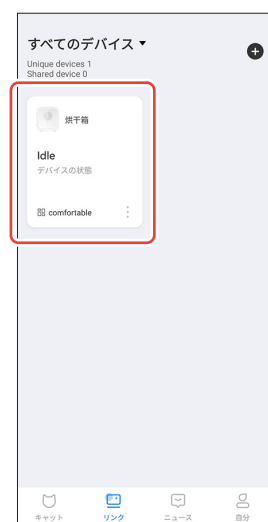 すべてのデバイス
Unique devices 1
Shared device 0
烘干箱
Idle
デバイスの状態
comfortable
キャット
リンク
ニュース
自分